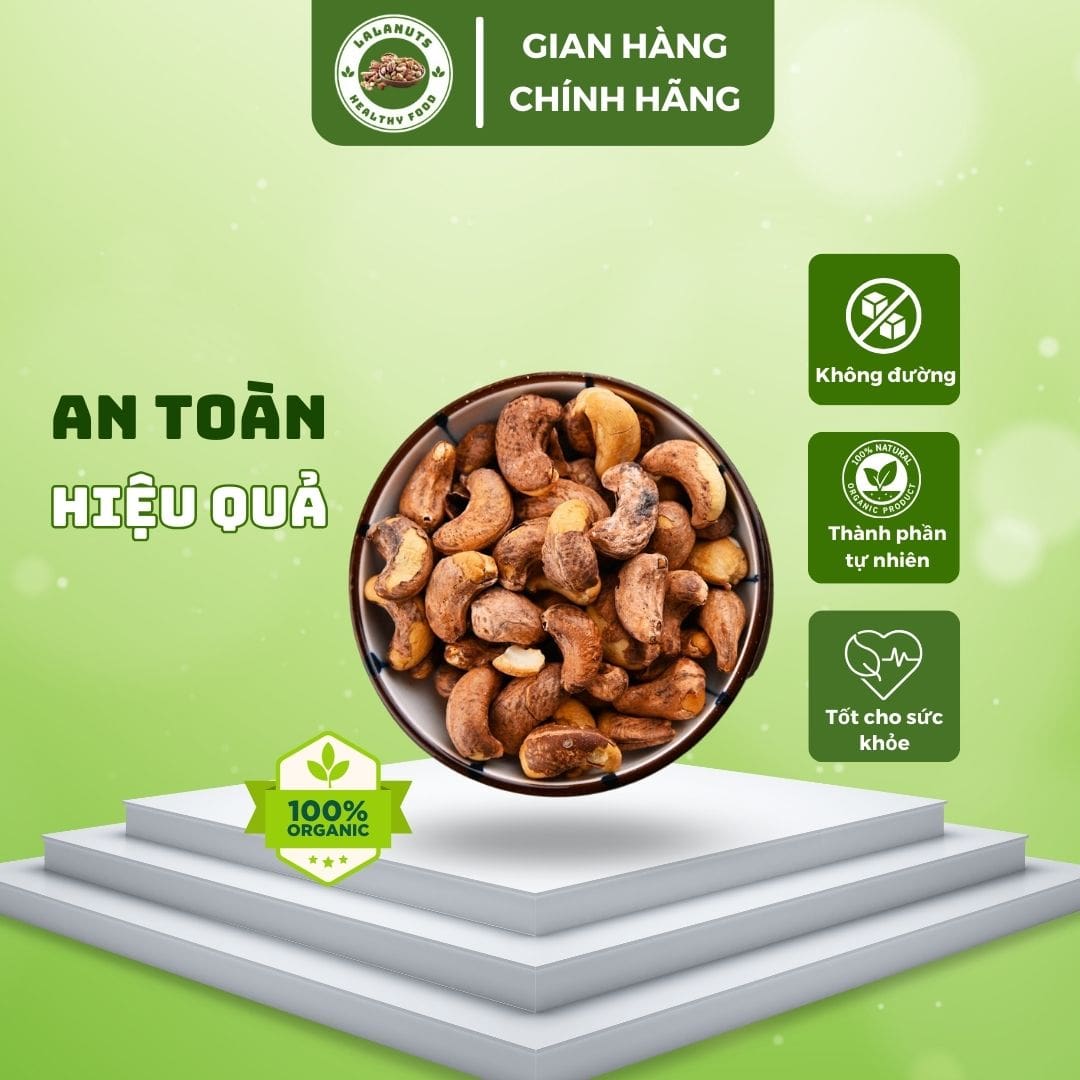 LALANUTS
HEALTHY FOOD
GIAN HÀNG
CHÍNH HÃNG
AN TOÀN
HIỆU QUẢ
Không đường
100% NATURAL
ORGANIC PRODUCT
Thành phần
tự nhiên
Tốt cho sức
khỏe
100%
ORGANIC